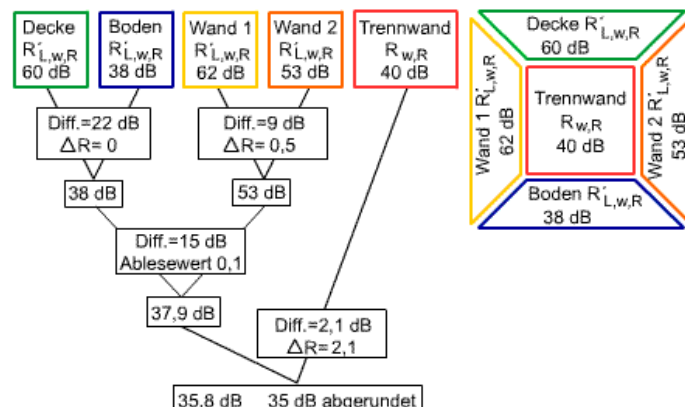 Decke
R´L,w,R
60 dB
Boden
R´L,w,R
38 dB
Wand 1
R´L,w,R
62 dB
Wand 2
R´L,w,R
53 dB
Trennwand
Rw,R
40 dB
Diff.=22 dB
△R= 0
Diff.=9 dB
△R= 0,5
38 dB
53 dB
Diff.=15 dB
Ablesewert 0,1
37,9 dB
Diff.=2,1 dB
△R=2,1
35,8 dB 35 dB abgerundet
Decke R´L,w,R
60 dB
Wand 1 R´L,w,R
62 dB
Trennwand
Rw,R
40 dB
Wand 2 R´L,w,R
53 dB
Boden R´L,w,R
38 dB